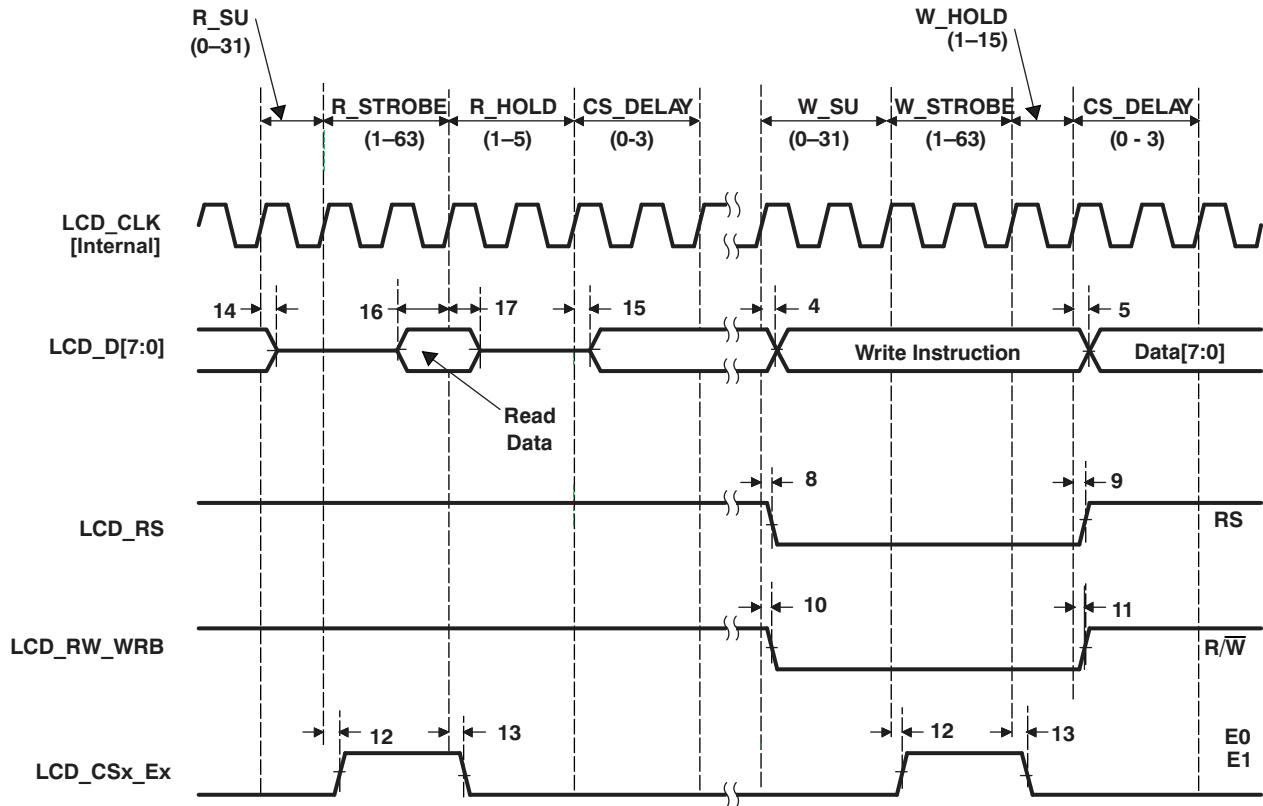 R_SU
(0–31)
W_HOLD
(1–15)
R_STROBE
(1–63)
R_HOLD
(1–5)
CS_DELAY
(0-3)
W_SU
(0–31)
W_STROBE
(1–63)
CS_DELAY
(0 - 3)
LCD_CLK
[Internal]
14
16
17
15
4
5
LCD_D[7:0]
Write Instruction
Data[7:0]
Read
Data
8
9
LCD_RS
RS
10
11
LCD_RW_WRB
R/W̅
12
13
12
13
LCD_CSx_Ex
E0
E1